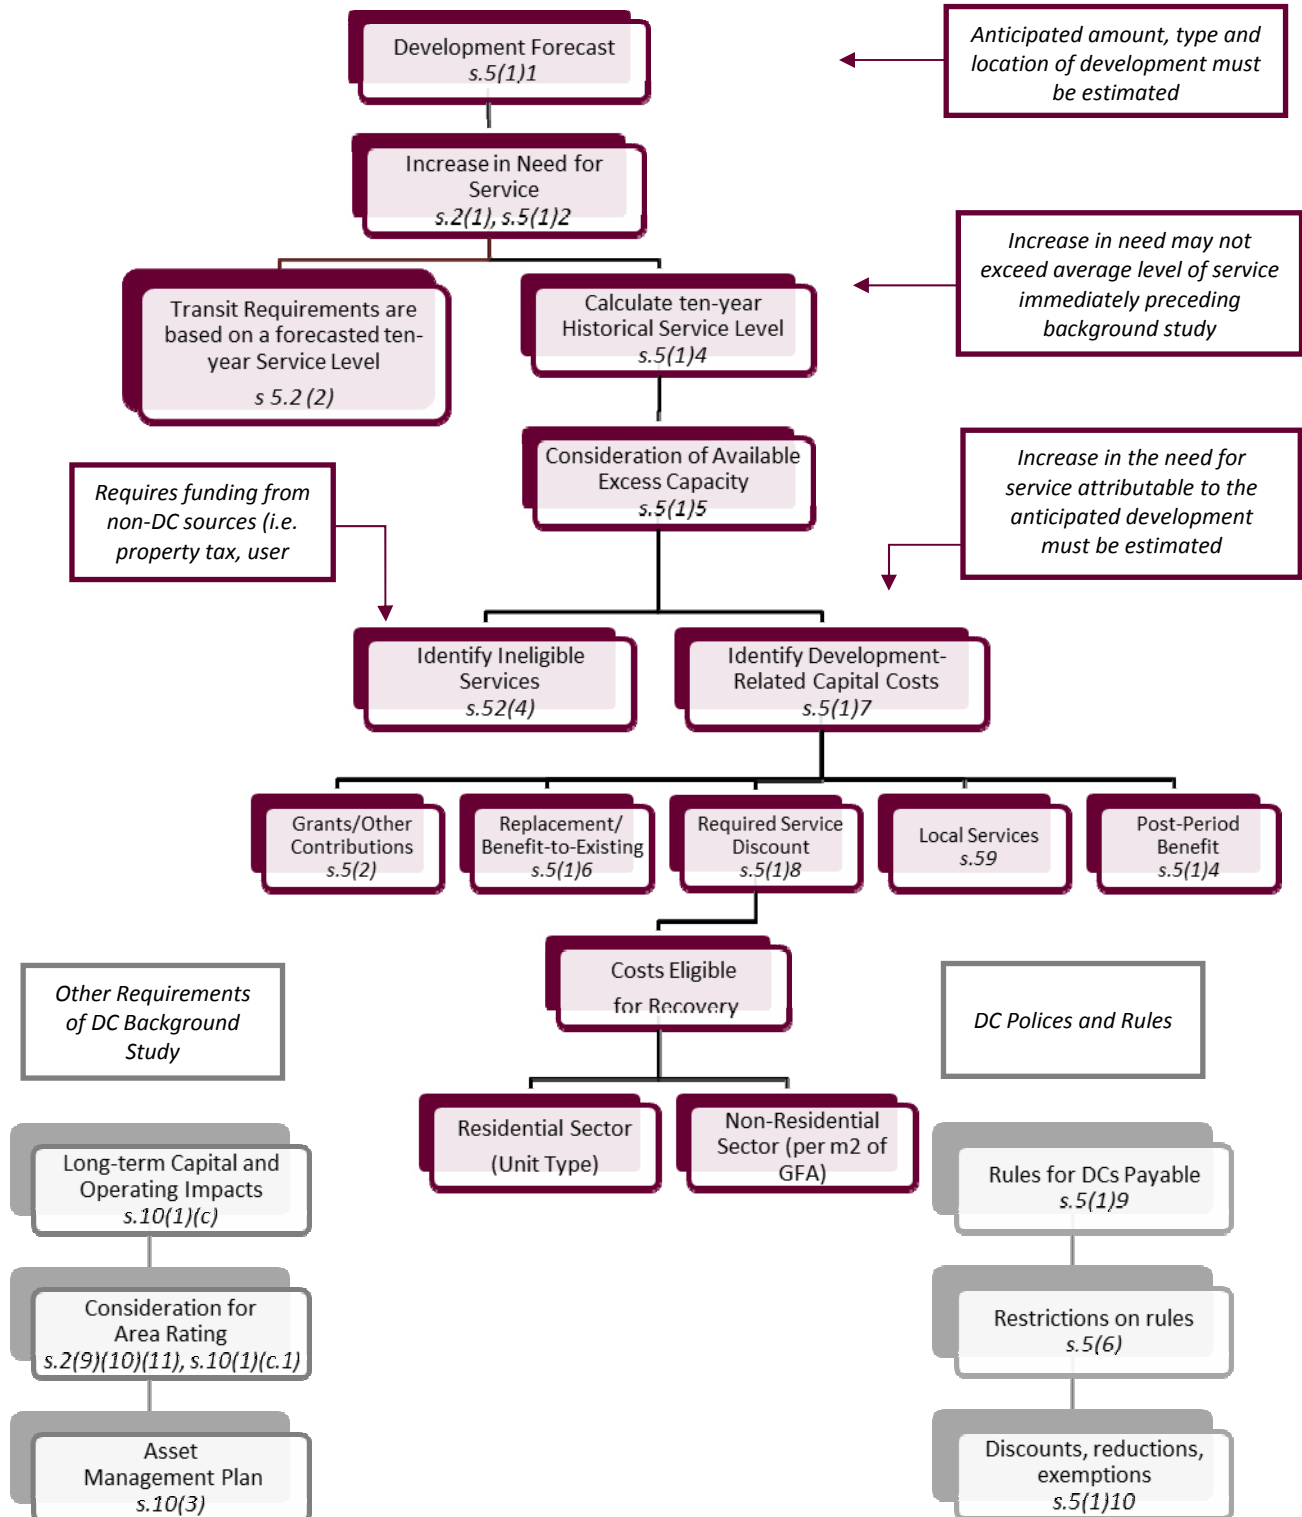 Development Forecast
s.5(1)1
Anticipated amount, type and
location of development must
be estimated
Increase in Need for
Service
s.2(1), s.5(1)2
Increase in need may not
exceed average level of service
immediately preceding
background study
Transit Requirements are
based on a forecasted ten-
year Service Level
s 5.2 (2)
Calculate ten-year
Historical Service Level
s.5(1)4
Consideration of Available
Excess Capacity
s.5(1)5
Requires funding from
non-DC sources (i.e.
property tax, user
Increase in the need for
service attributable to the
anticipated development
must be estimated
Identify Ineligible
Services
s.52(4)
Identify Development-
Related Capital Costs
s.5(1)7
Grants/Other
Contributions
s.5(2)
Replacement/
Benefit-to-Existing
s.5(1)6
Required Service
Discount
s.5(1)8
Local Services
s.59
Post-Period
Benefit
s.5(1)4
Costs Eligible
for Recovery
Residential Sector
(Unit Type)
Non-Residential
Sector (per m2 of
GFA)
Other Requirements
of DC Background
Study
Long-term Capital and
Operating Impacts
s.10(1)(c)
Consideration for
Area Rating
s.2(9)(10)(11), s.10(1)(c.1)
Asset
Management Plan
s.10(3)
DC Polices and Rules
Rules for DCs Payable
s.5(1)9
Restrictions on rules
s.5(6)
Discounts, reductions,
exemptions
s.5(1)10